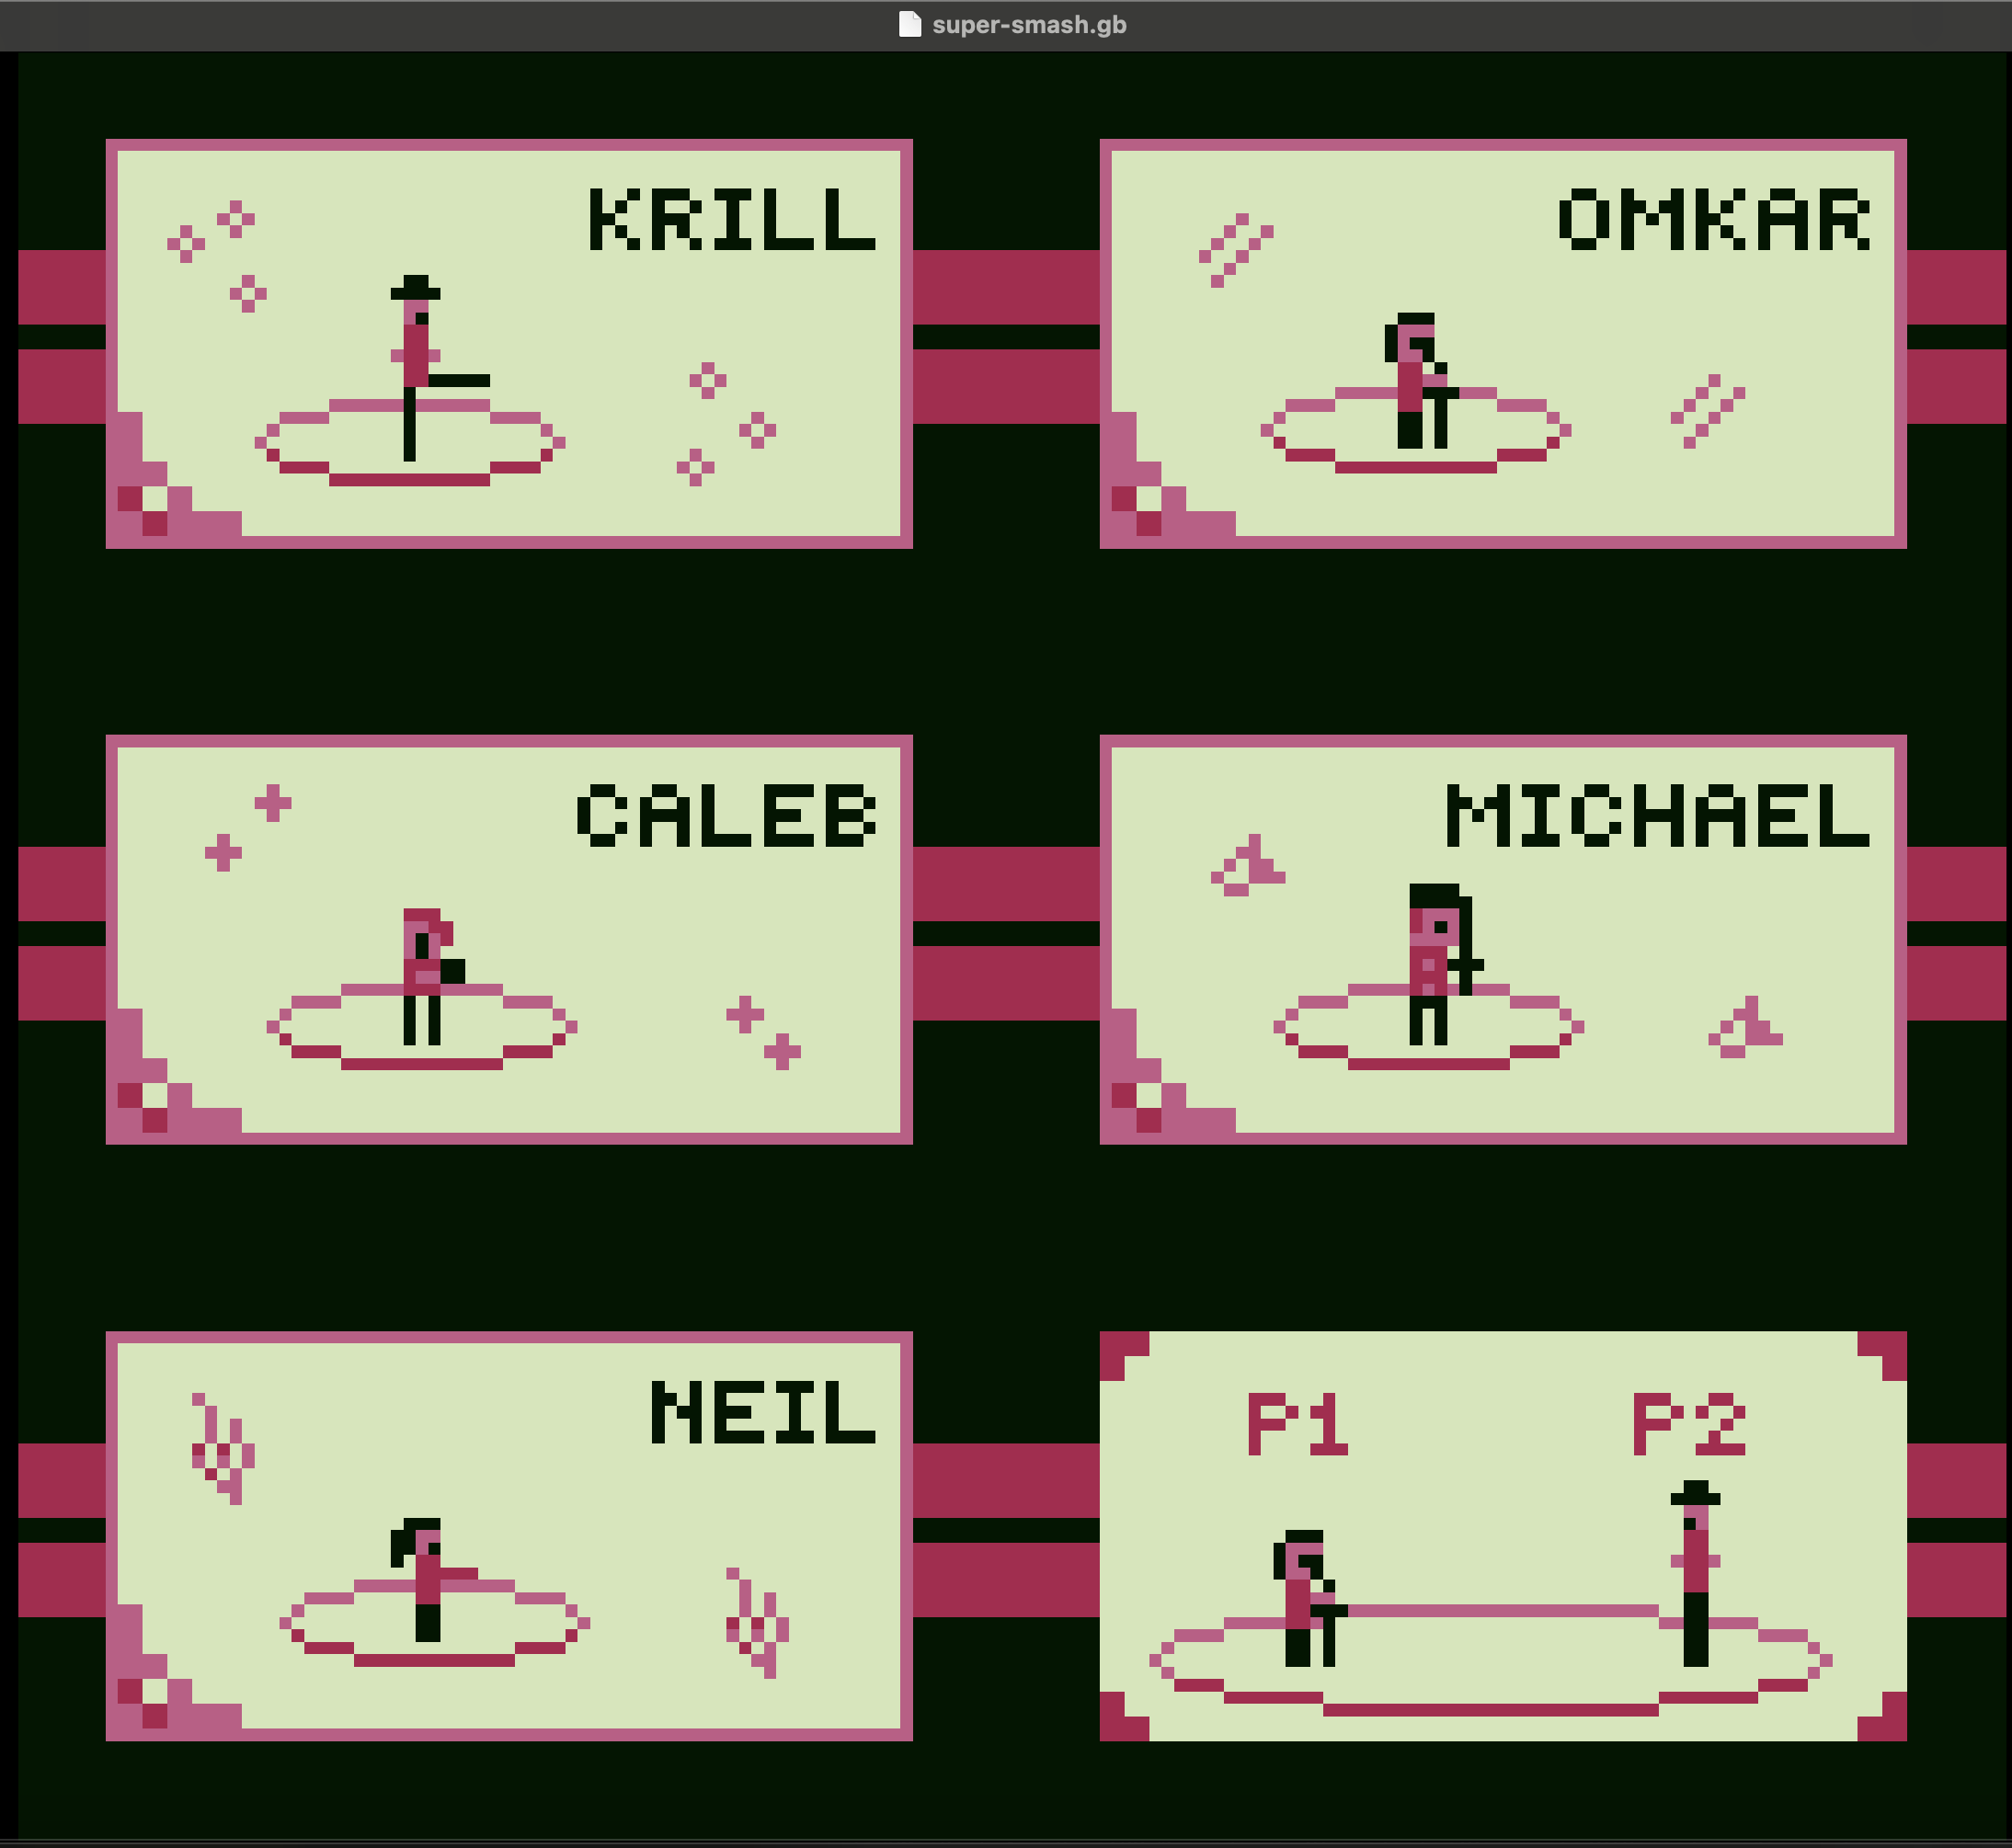 super-smash.gb
KRILL
OMKAR
CALEB
MICHAEL
NEIL
P1
P2